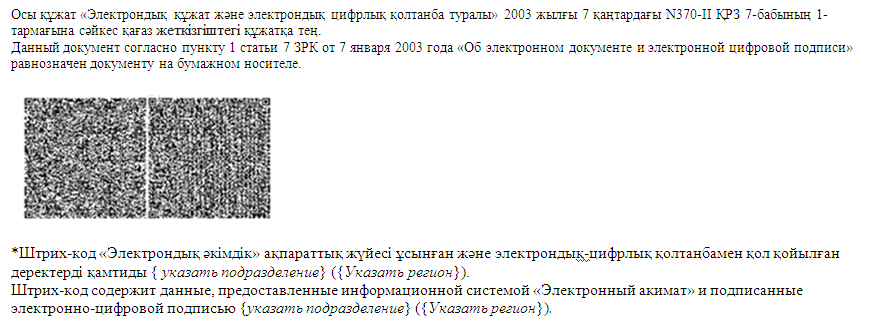 Осы құжат «Электрондық құжат және электрондық цифрлық қолтанба туралы» 2003 жылғы 7 қаңтардағы N370-II ҚРЗ 7-бабының 1-
тармағына сәйкес қағаз жеткізгіштегі құжатқа тең.
Данный документ согласно пункту 1 статьи 7 ЗРК от 7 января 2003 года «Об электронном документе и электронной цифровой подписи»
равнозначен документу на бумажном носителе.
*Штрих-код «Электрондық әкімдік» ақпараттық жүйесі ұсынған және электрондық-цифрлық қолтаңбамен қол қойылған
деректерді қамтиды { указать подразделение} ({Указать регион}).
Штрих-код содержит данные, предоставленные информационной системой «Электронный акимат» и подписанные
электронно-цифровой подписью {указать подразделение} ({Указать регион}).